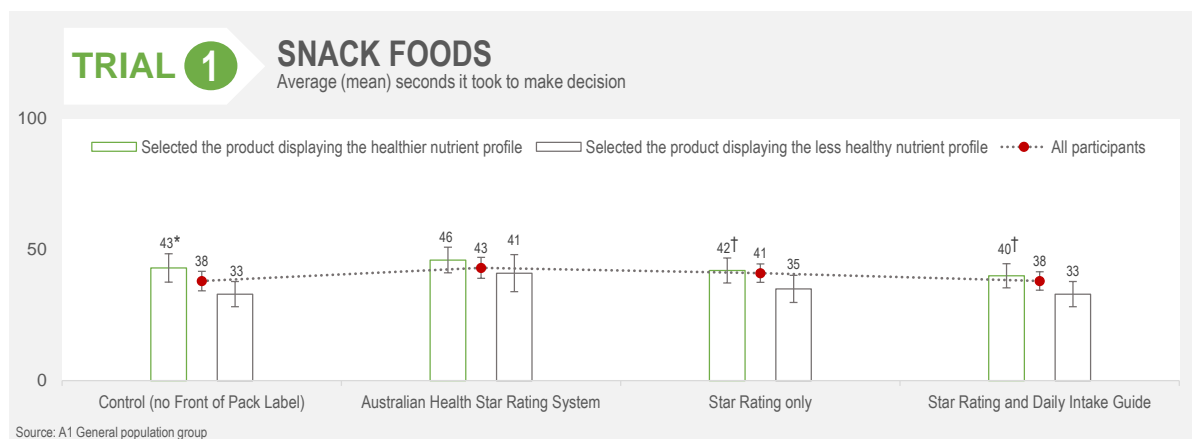 TRIAL 1
SNACK FOODS
Average (mean) seconds it took to make decision
100
Selected the product displaying the healthier nutrient profile
Selected the product displaying the less healthy nutrient profile
All participants
50
43*
38
33
46
43
41
42†
41
35
40†
38
33
0
Control (no Front of Pack Label)
Australian Health Star Rating System
Star Rating only
Star Rating and Daily Intake Guide
Source: A1 General population group